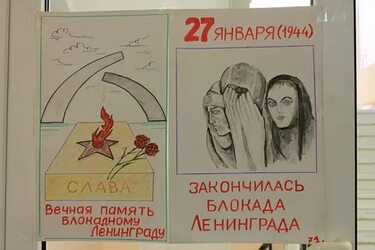 СЛАВА
Вечная память
блокадному
Ленинграду
27 ЯНВАРЯ (1944)
ЗАКОНЧИЛАСЬ
БЛОКАДА
ЛЕНИНГРАДА